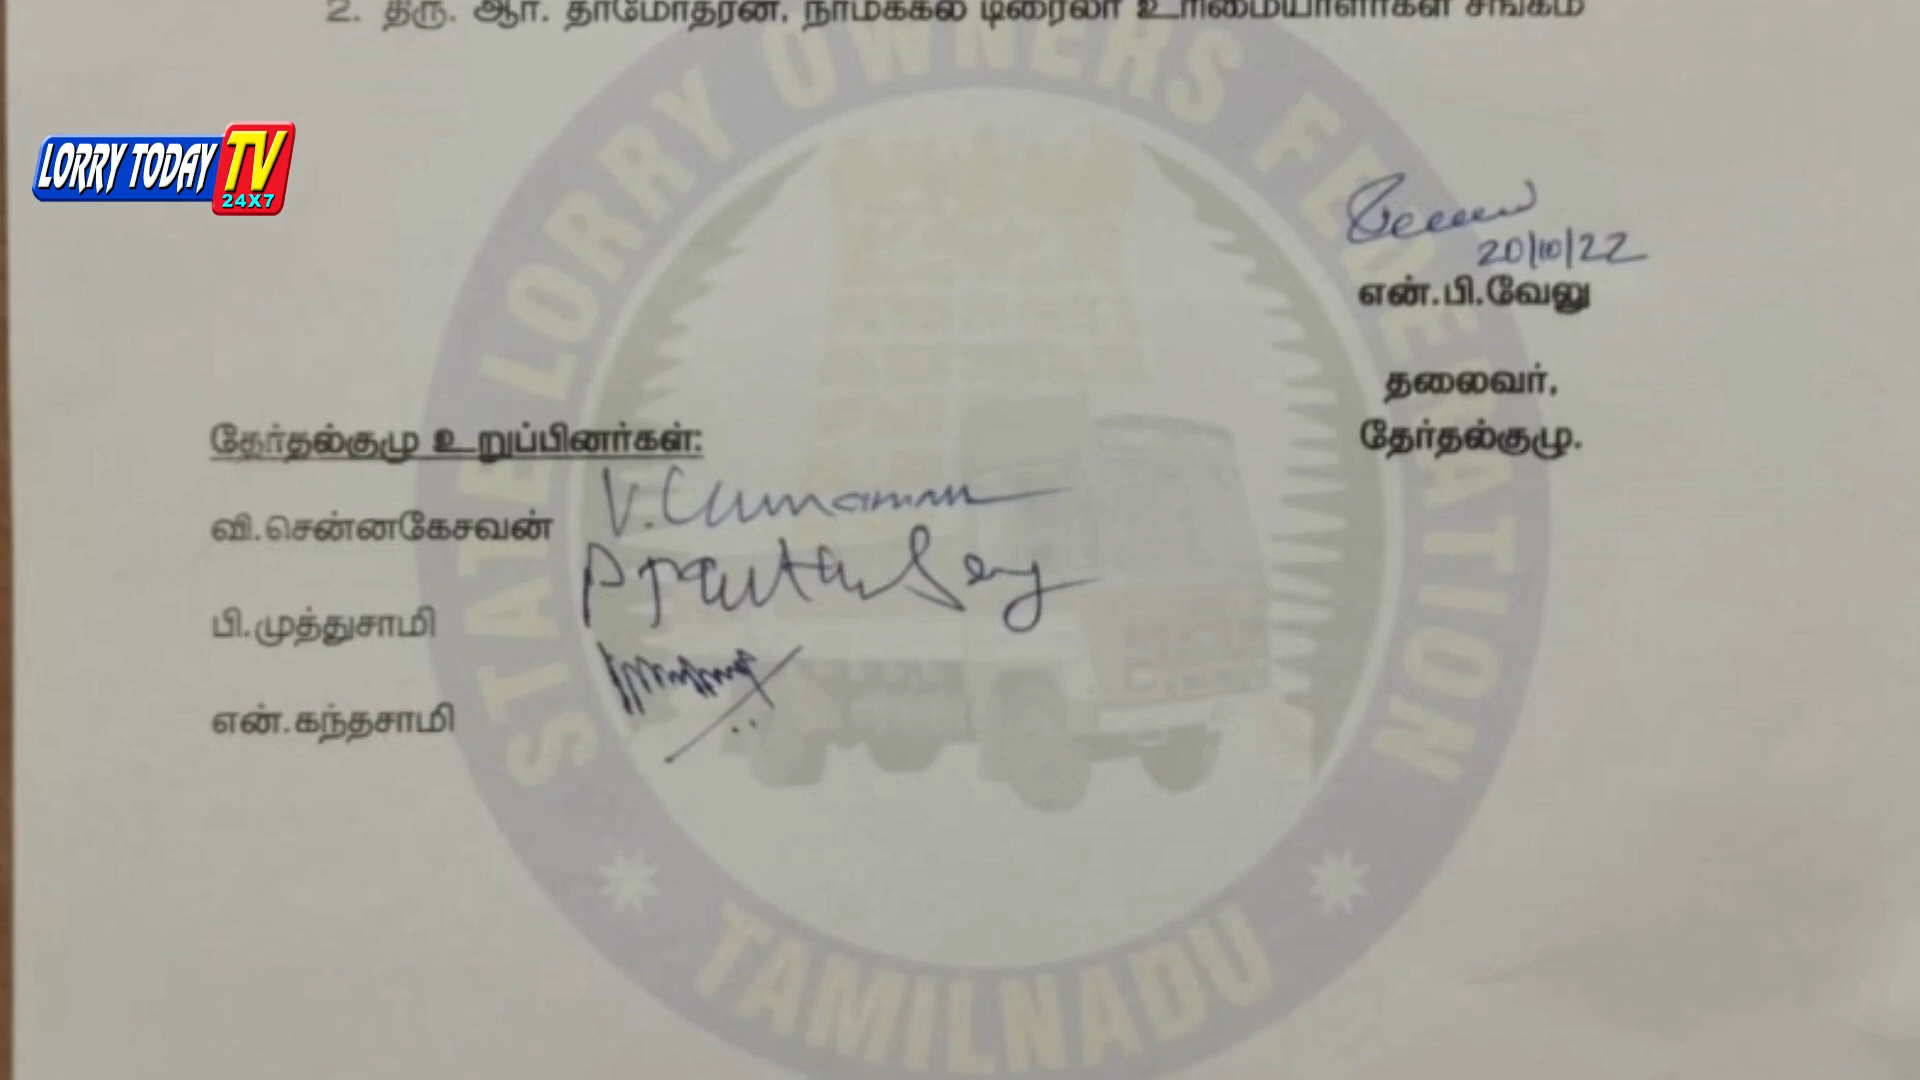 2. திரு. ஆர். தாமோதரன், நாமக்கல் டிரைலர் உரிமையாளர்கள் சங்கம்
LORRY TODAY TV
24X7
STATE LORRY OWNERS FEDERATION
TAMILNADU
20/10/22
என்.பி.வேலு
தலைவர்,
தேர்தல்குழு.
தேர்தல்குழு உறுப்பினர்கள்:
வி.சென்னகேசவன்
பி.முத்துசாமி
என்.கந்தசாமி